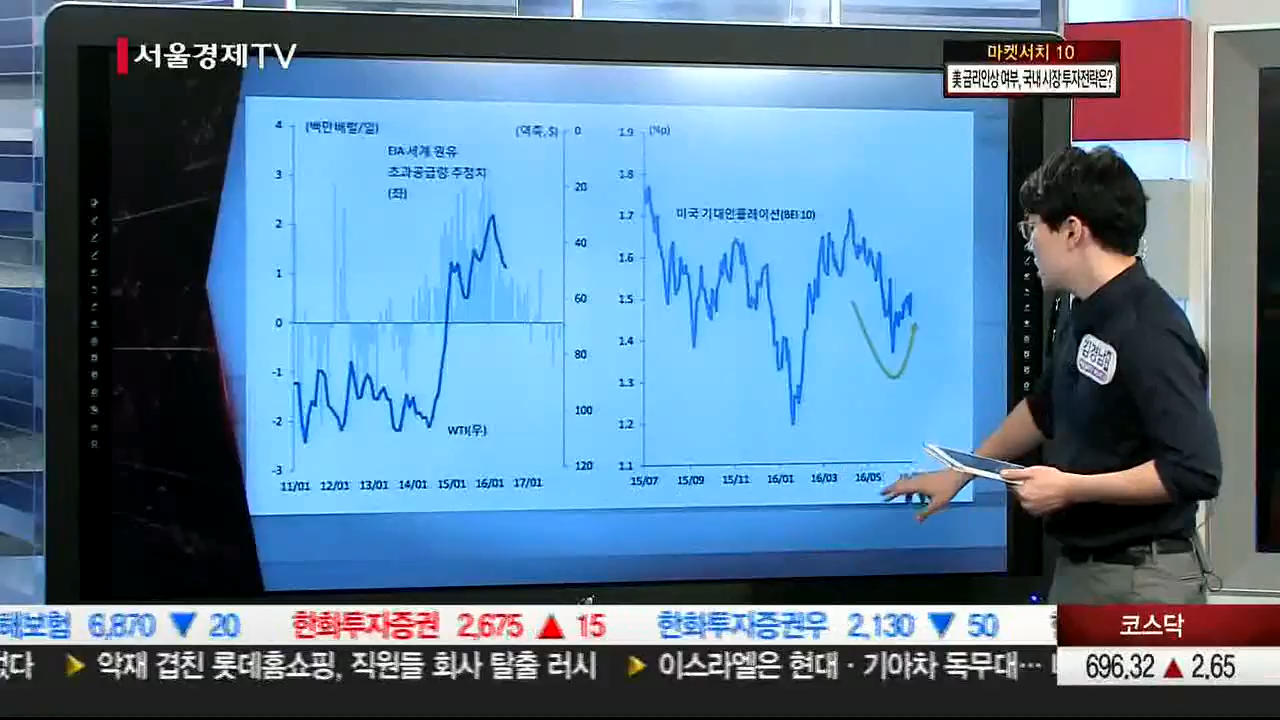 서울경제TV
마켓서치 10
美 금리인상 여부, 국내 시장 투자전략은?
(백만배럴/일)
(역축, $)
EIA 세계 원유
초과공급량 추정치
(좌)
WTI(우)
4
3
2
1
0
-1
-2
-3
0
20
40
60
80
100
120
11/01 12/01 13/01 14/01 15/01 16/01 17/01
(%p)
미국 기대인플레이션(BEI 10)
1.9
1.8
1.7
1.6
1.5
1.4
1.3
1.2
1.1
15/07 15/09 15/11 16/01 16/03 16/05
김경남
해보험 6,870 ▼ 20 한화투자증권 2,675 ▲ 15 한화투자증권우 2,130 ▼ 50
코스닥
696.32 ▲ 2.65
▶ 악재 겹친 롯데홈쇼핑, 직원들 회사 탈출 러시 ▶ 이스라엘은 현대·기아차 독무대…